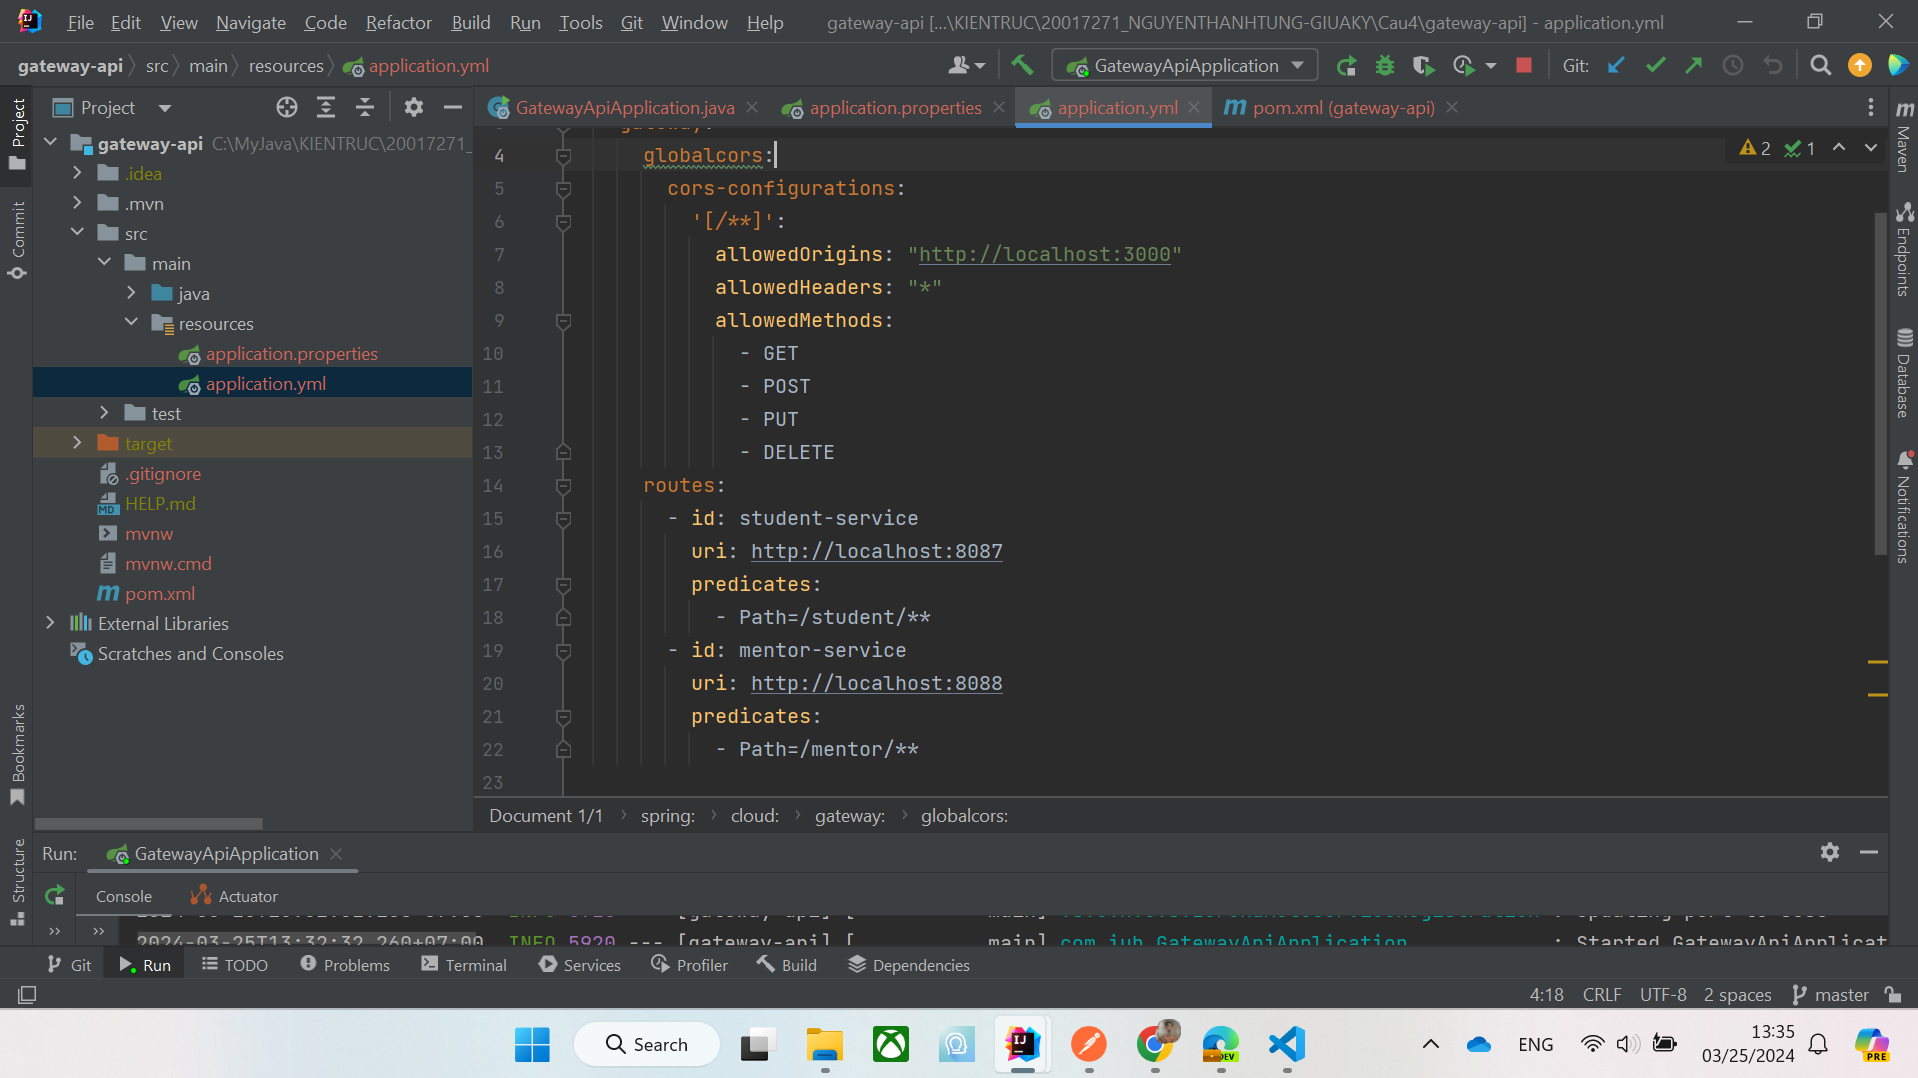 File Edit View Navigate Code Refactor Build Run Tools Git Window Help gateway-api [...\KIENTRUC\20017271_NGUYENTHANHTUNG-GIUAKY\Cau4\gateway-api] - application.yml
gateway-api src main resources application.yml GatewayApiApplication Git:
Project GatewayApiApplication.java application.properties application.yml pom.xml (gateway-api)
gateway-api C:\MyJava\KIENTRUC\20017271_
.idea
.mvn
src
main
java
resources
application.properties
application.yml
test
target
.gitignore
HELP.md
mvnw
mvnw.cmd
pom.xml
External Libraries
Scratches and Consoles
Project
Commit
Bookmarks
Structure
gateway:
4 globalcors:
5 cors-configurations:
6 '[/**]':
7 allowedOrigins: "http://localhost:3000"
8 allowedHeaders: "*"
9 allowedMethods:
10 - GET
11 - POST
12 - PUT
13 - DELETE
14 routes:
15 - id: student-service
16 uri: http://localhost:8087
17 predicates:
18 - Path=/student/**
19 - id: mentor-service
20 uri: http://localhost:8088
21 predicates:
22 - Path=/mentor/**
23
2 1
Maven
Endpoints
Database
Notifications
Document 1/1 spring: cloud: gateway: globalcors:
Run: GatewayApiApplication
Console Actuator
2024-03-25T13:32:32.260+07:00 INFO 5920 --- [gateway-api] [ main] com.iuh.GatewayApiApplication : Started GatewayApiApplicat
Git Run TODO Problems Terminal Services Profiler Build Dependencies
4:18 CRLF UTF-8 2 spaces master
Search
ENG
13:35
03/25/2024
IJ
DEV
PRE